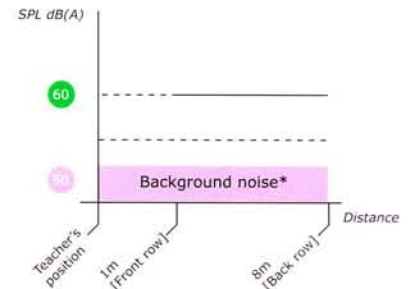 SPL dB(A)
60
50
Background noise*
Distance
Teacher's
position
1m
[Front row]
8m
[Back row]